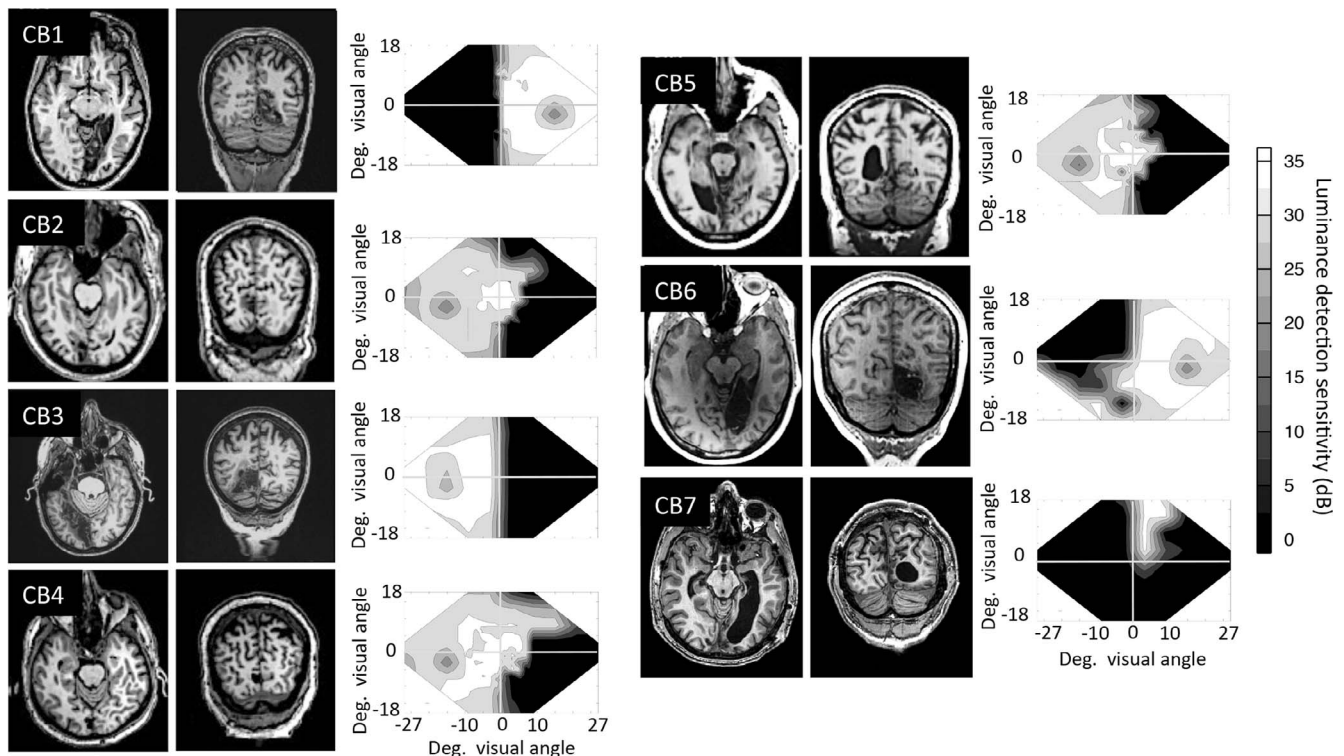 CB1
Deg. visual angle
18
0
-18
CB2
Deg. visual angle
18
0
-18
CB3
Deg. visual angle
18
0
-18
CB4
Deg. visual angle
18
0
-18
-27
-10
0
10
27
Deg. visual angle
CB5
Deg. visual angle
18
0
-18
CB6
Deg. visual angle
18
0
-18
CB7
Deg. visual angle
18
0
-18
-27
-10
0
10
27
Deg. visual angle
35
30
25
20
15
10
5
0
Luminance detection sensitivity (dB)